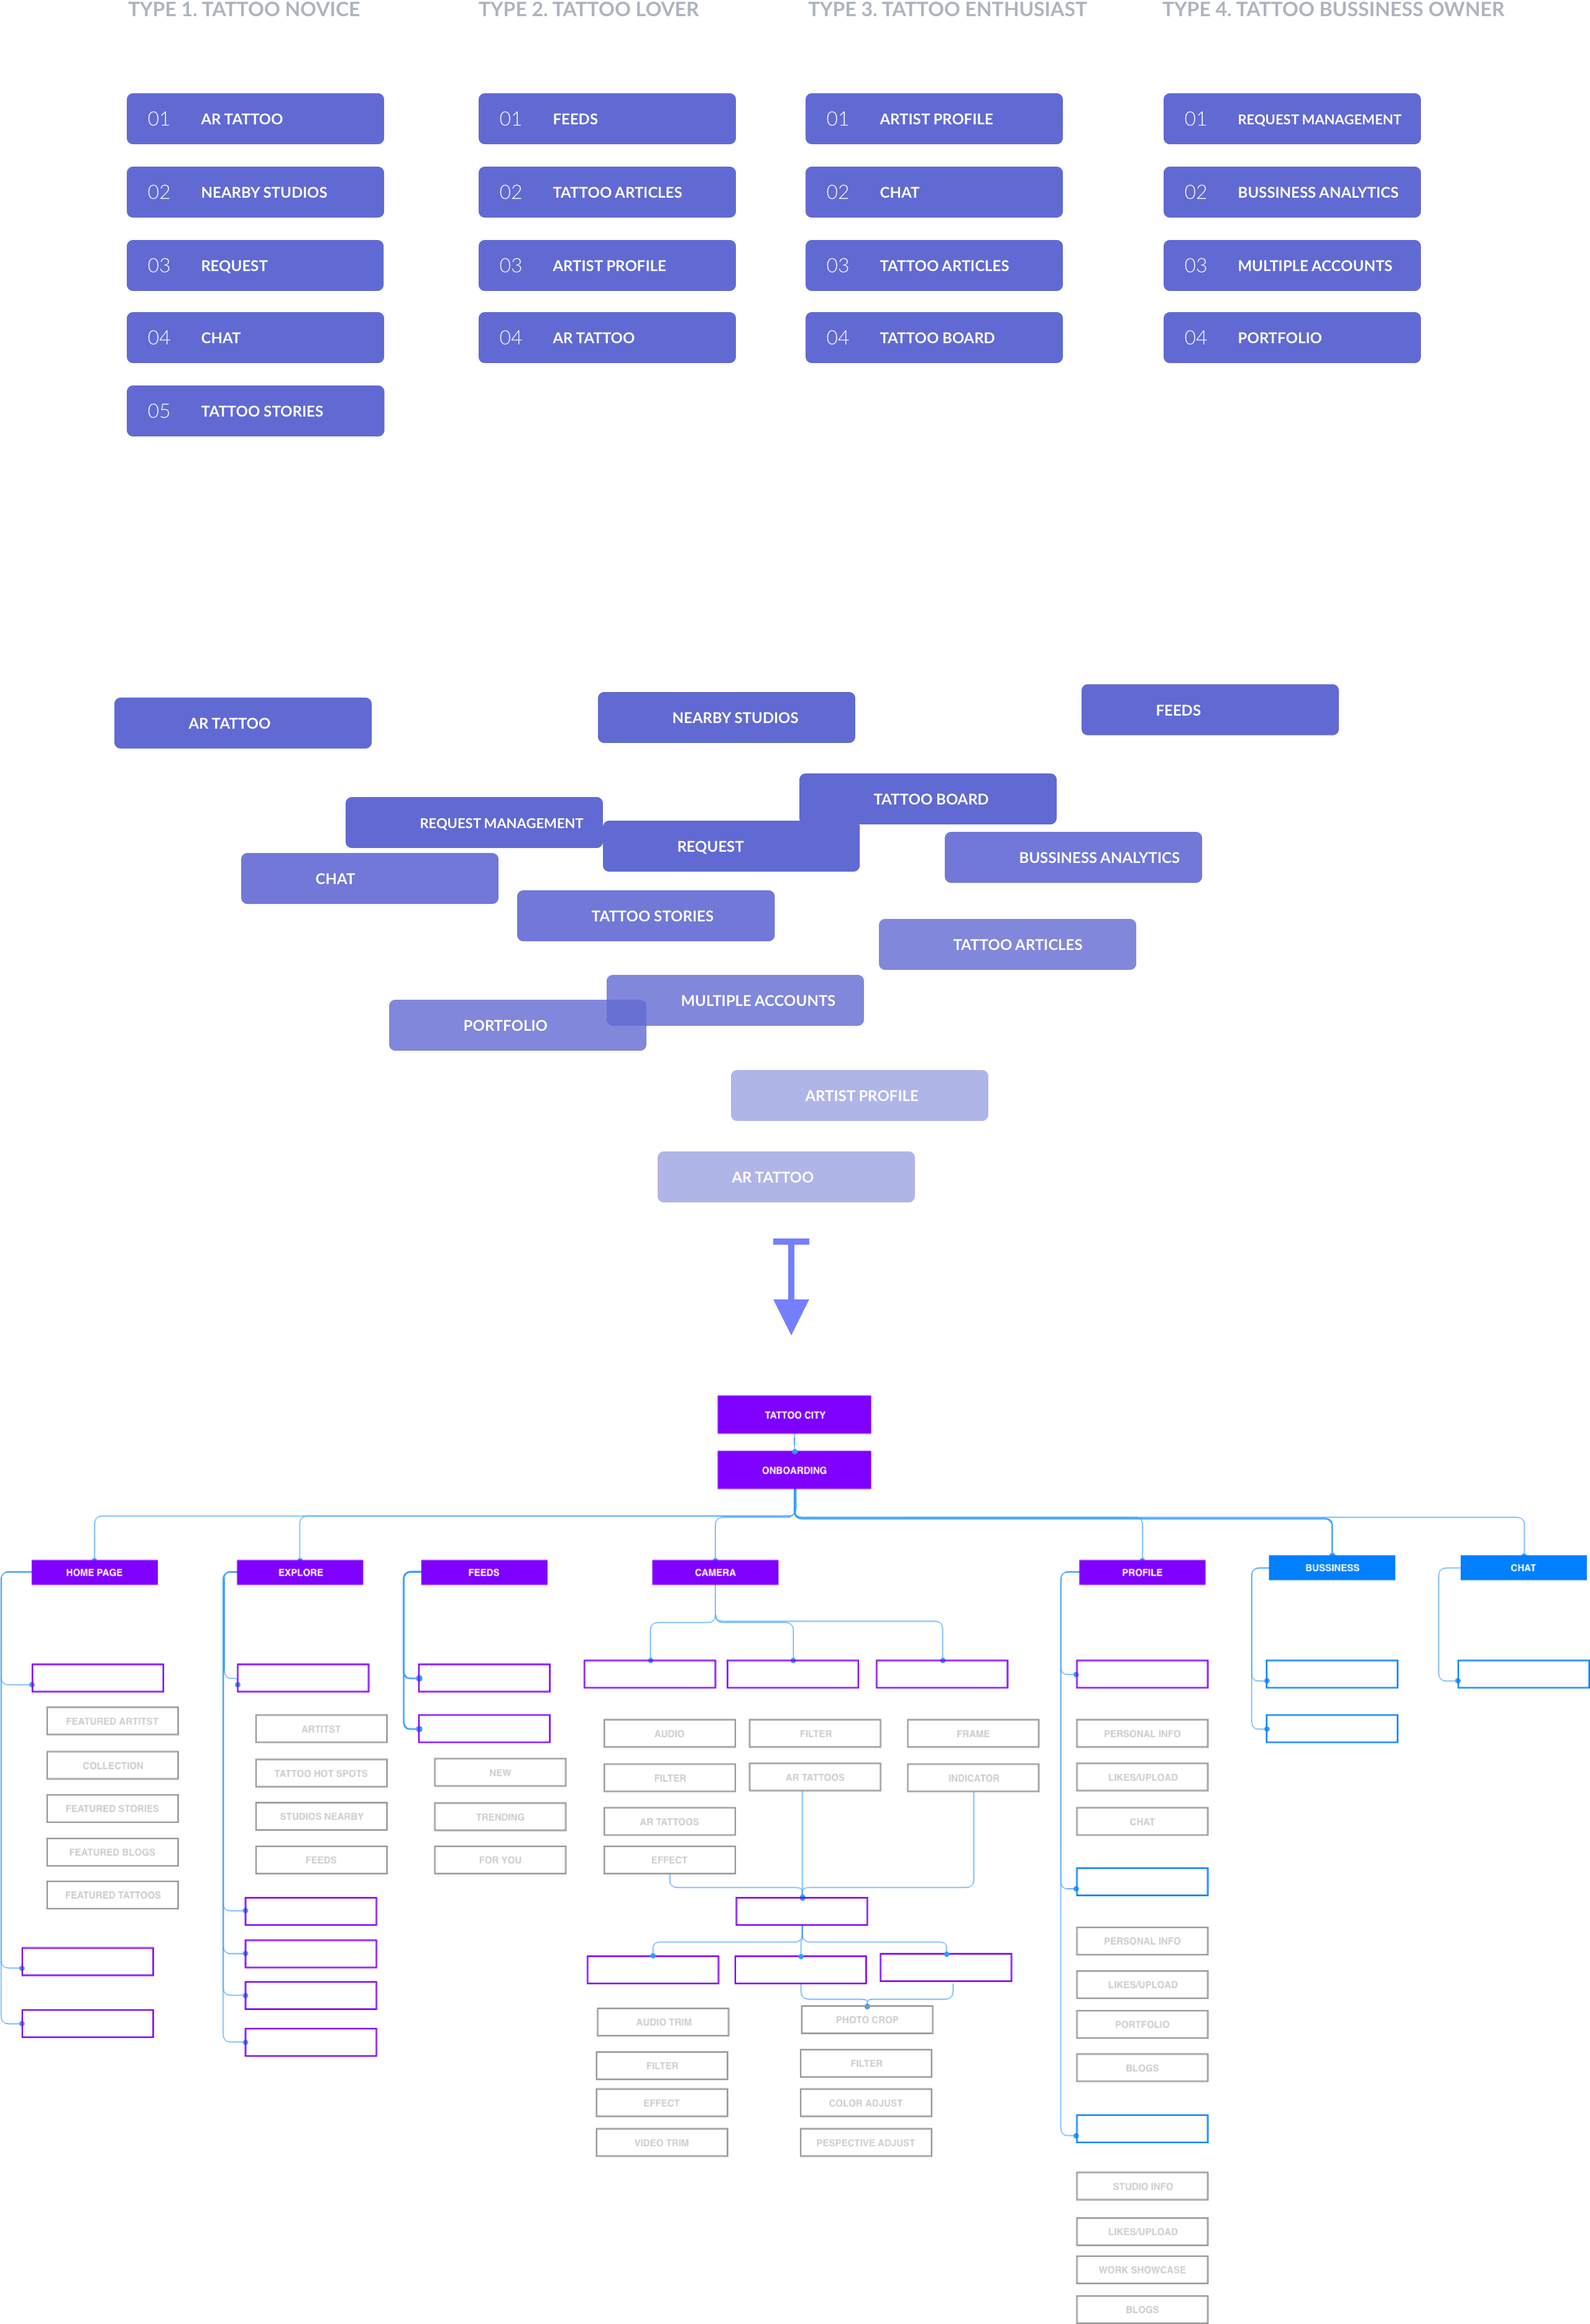 TYPE 1. TATTOO NOVICE
TYPE 2. TATTOO LOVER
TYPE 3. TATTOO ENTHUSIAST
TYPE 4. TATTOO BUSSINESS OWNER
01 AR TATTOO
02 NEARBY STUDIOS
03 REQUEST
04 CHAT
05 TATTOO STORIES
01 FEEDS
02 TATTOO ARTICLES
03 ARTIST PROFILE
04 AR TATTOO
01 ARTIST PROFILE
02 CHAT
03 TATTOO ARTICLES
04 TATTOO BOARD
01 REQUEST MANAGEMENT
02 BUSSINESS ANALYTICS
03 MULTIPLE ACCOUNTS
04 PORTFOLIO
AR TATTOO
NEARBY STUDIOS
FEEDS
TATTOO BOARD
REQUEST MANAGEMENT
REQUEST
BUSSINESS ANALYTICS
CHAT
TATTOO STORIES
TATTOO ARTICLES
MULTIPLE ACCOUNTS
PORTFOLIO
ARTIST PROFILE
AR TATTOO
TATTOO CITY
ONBOARDING
HOME PAGE
EXPLORE
FEEDS
CAMERA
PROFILE
BUSSINESS
CHAT
FEATURED ARTITST
COLLECTION
FEATURED STORIES
FEATURED BLOGS
FEATURED TATTOOS
ARTITST
TATTOO HOT SPOTS
STUDIOS NEARBY
FEEDS
NEW
TRENDING
FOR YOU
AUDIO
FILTER
AR TATTOOS
EFFECT
FILTER
AR TATTOOS
FRAME
INDICATOR
AUDIO TRIM
FILTER
EFFECT
VIDEO TRIM
PHOTO CROP
FILTER
COLOR ADJUST
PESPECTIVE ADJUST
PERSONAL INFO
LIKES/UPLOAD
CHAT
PERSONAL INFO
LIKES/UPLOAD
PORTFOLIO
BLOGS
STUDIO INFO
LIKES/UPLOAD
WORK SHOWCASE
BLOGS